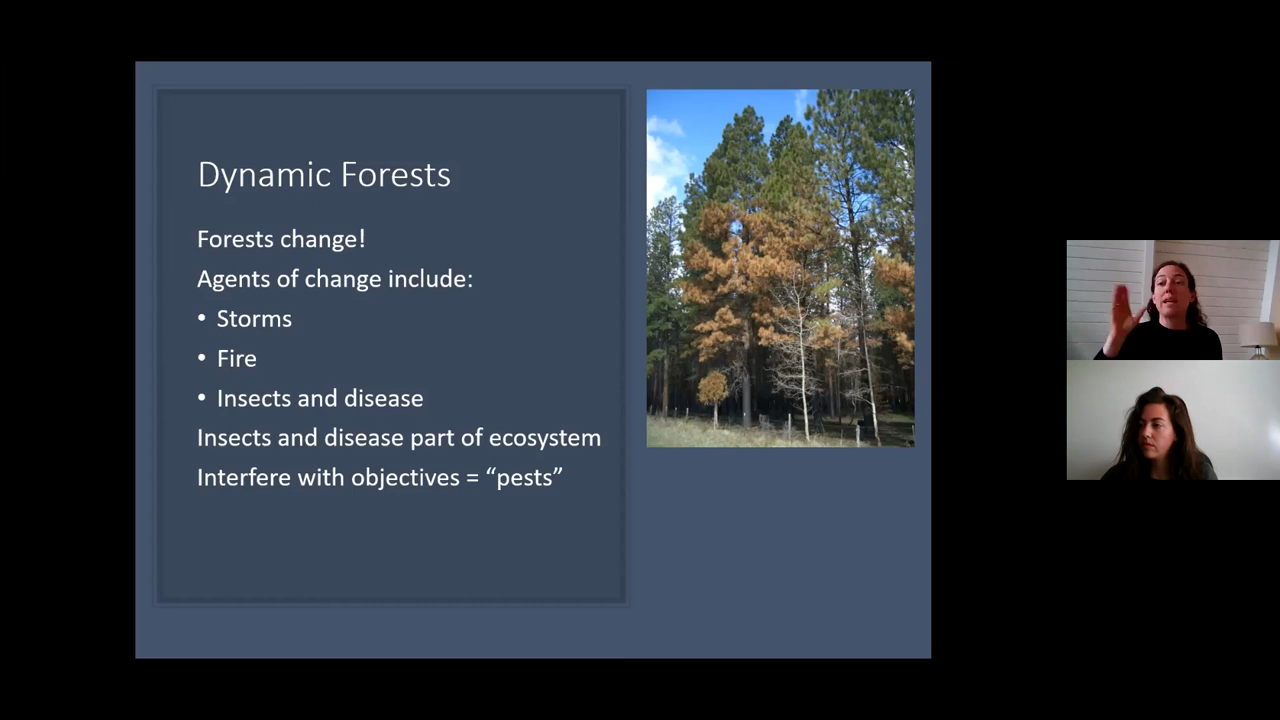 Dynamic Forests
Forests change!
Agents of change include:
• Storms
• Fire
• Insects and disease
Insects and disease part of ecosystem
Interfere with objectives = “pests”